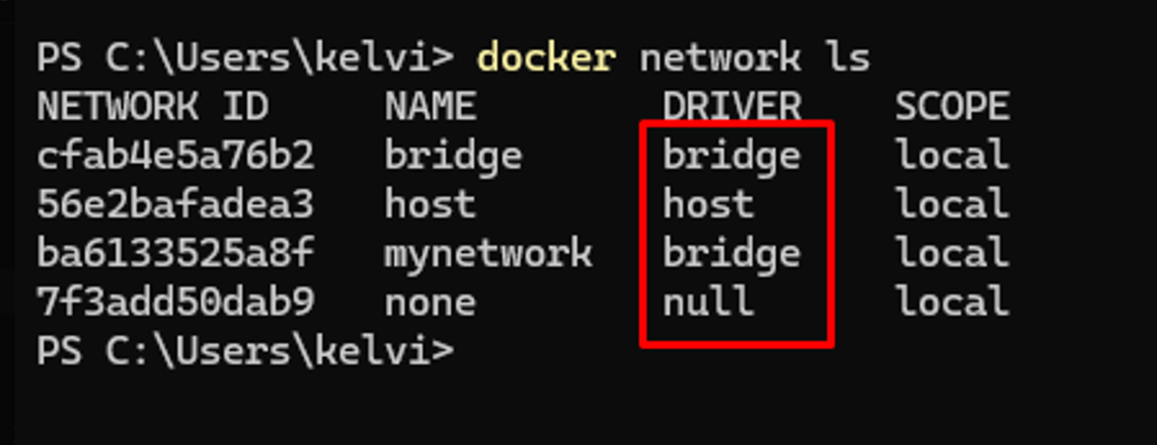 PS C:\Users\kelvi> docker network ls
NETWORK ID     NAME        DRIVER    SCOPE
cfab4e5a76b2   bridge      bridge    local
56e2bafadea3   host        host      local
ba6133525a8f   mynetwork   bridge    local
7f3add50dab9   none        null      local
PS C:\Users\kelvi>